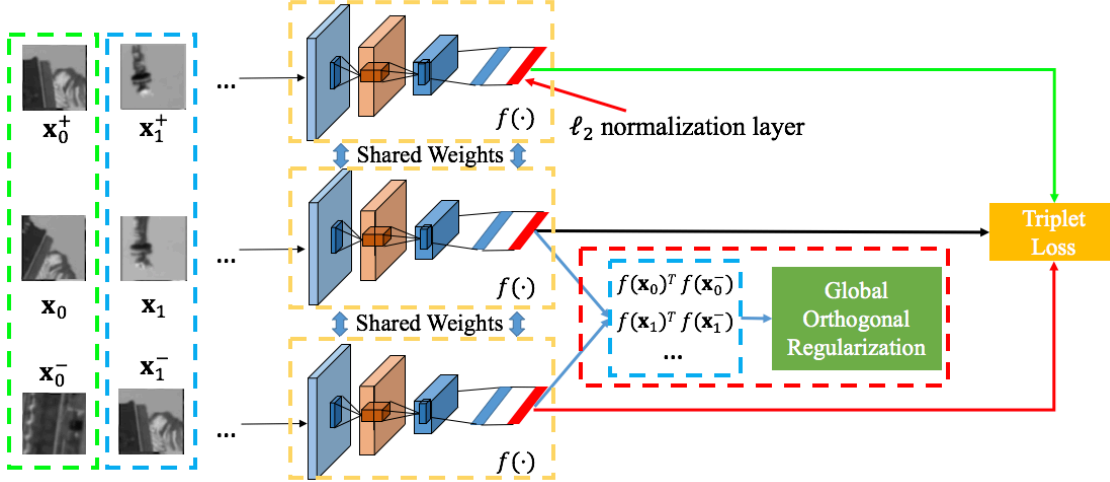 x₀⁺ x₁⁺
...
f(·)
ℓ₂ normalization layer
Shared Weights
x₀ x₁
...
f(·)
Triplet
Loss
f(x₀)ᵀ f(x₀⁻)
f(x₁)ᵀ f(x₁⁻)
...
Global
Orthogonal
Regularization
Shared Weights
x₀⁻ x₁⁻
...
f(·)